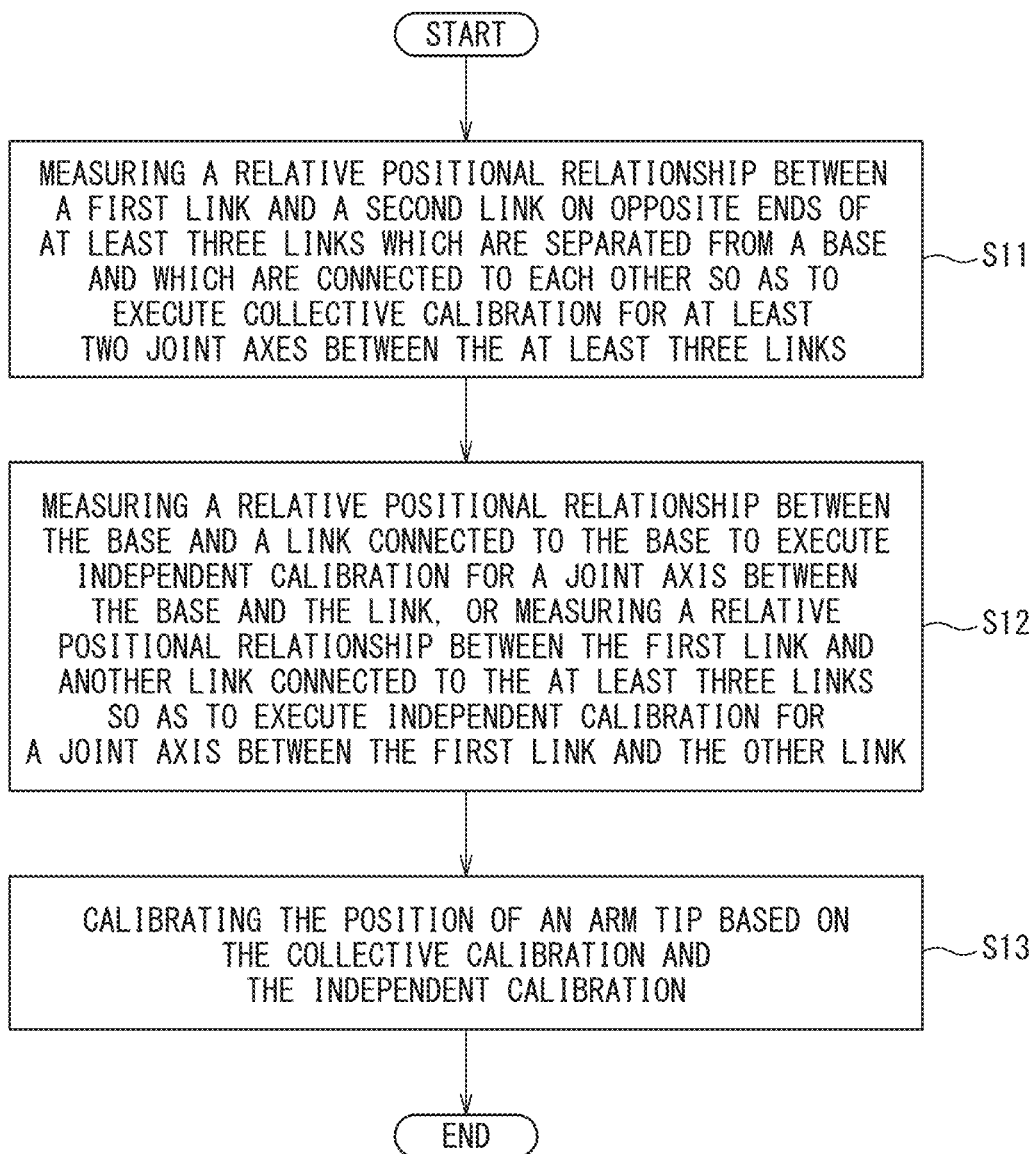 START
MEASURING A RELATIVE POSITIONAL RELATIONSHIP BETWEEN
A FIRST LINK AND A SECOND LINK ON OPPOSITE ENDS OF
AT LEAST THREE LINKS WHICH ARE SEPARATED FROM A BASE
AND WHICH ARE CONNECTED TO EACH OTHER SO AS TO
EXECUTE COLLECTIVE CALIBRATION FOR AT LEAST
TWO JOINT AXES BETWEEN THE AT LEAST THREE LINKS
S11
MEASURING A RELATIVE POSITIONAL RELATIONSHIP BETWEEN
THE BASE AND A LINK CONNECTED TO THE BASE TO EXECUTE
INDEPENDENT CALIBRATION FOR A JOINT AXIS BETWEEN
THE BASE AND THE LINK, OR MEASURING A RELATIVE
POSITIONAL RELATIONSHIP BETWEEN THE FIRST LINK AND
ANOTHER LINK CONNECTED TO THE AT LEAST THREE LINKS
SO AS TO EXECUTE INDEPENDENT CALIBRATION FOR
A JOINT AXIS BETWEEN THE FIRST LINK AND THE OTHER LINK
S12
CALIBRATING THE POSITION OF AN ARM TIP BASED ON
THE COLLECTIVE CALIBRATION AND
THE INDEPENDENT CALIBRATION
S13
END